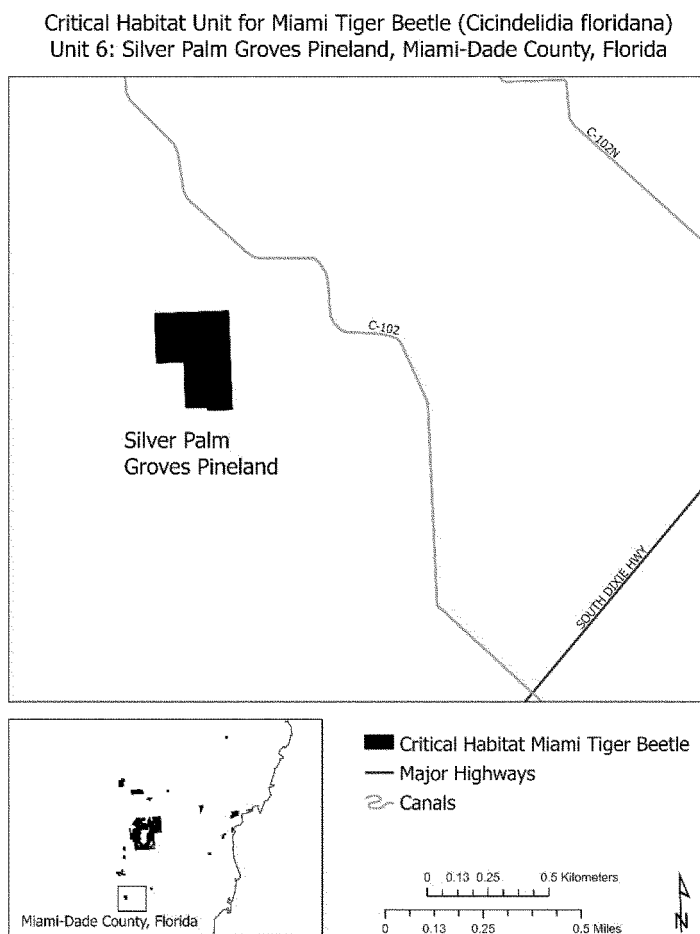 Critical Habitat Unit for Miami Tiger Beetle (Cicindelidia floridana)
Unit 6: Silver Palm Groves Pineland, Miami-Dade County, Florida
C-102N
C-102
Silver Palm
Groves Pineland
SOUTH DIXIE HWY
Miami-Dade County, Florida
Critical Habitat Miami Tiger Beetle
Major Highways
Canals
0 0.13 0.25 0.5 Kilometers
0 0.13 0.25 0.5 Miles
N